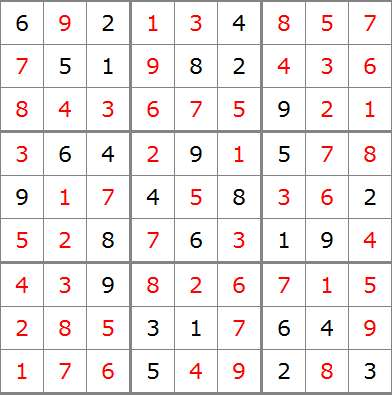 6 9 2 1 3 4 8 5 7
7 5 1 9 8 2 4 3 6
8 4 3 6 7 5 9 2 1
3 6 4 2 9 1 5 7 8
9 1 7 4 5 8 3 6 2
5 2 8 7 6 3 1 9 4
4 3 9 8 2 6 7 1 5
2 8 5 3 1 7 6 4 9
1 7 6 5 4 9 2 8 3